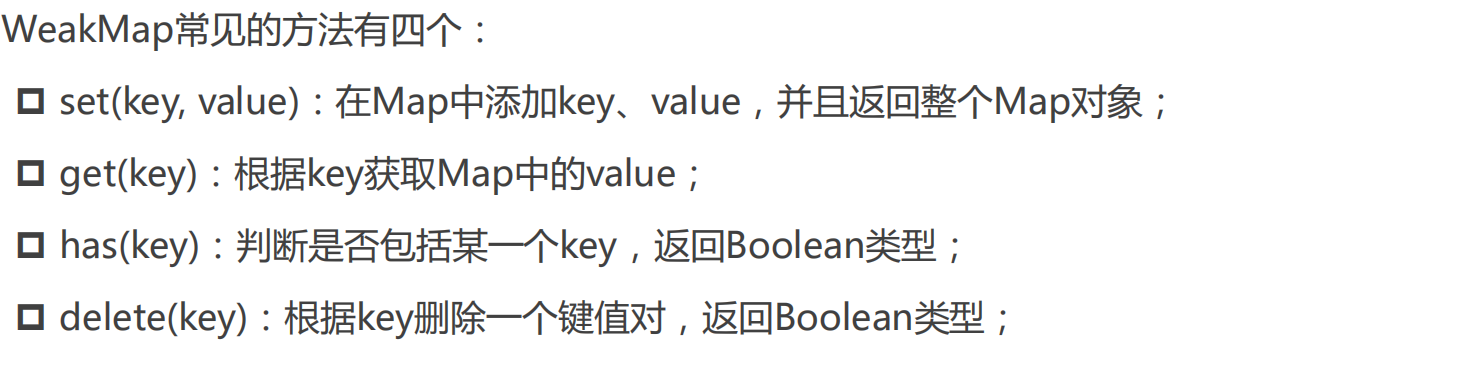 WeakMap常见的方法有四个：
set(key, value)：在Map中添加key、value，并且返回整个Map对象；
get(key)：根据key获取Map中的value；
has(key)：判断是否包括某一个key，返回Boolean类型；
delete(key)：根据key删除一个键值对，返回Boolean类型；